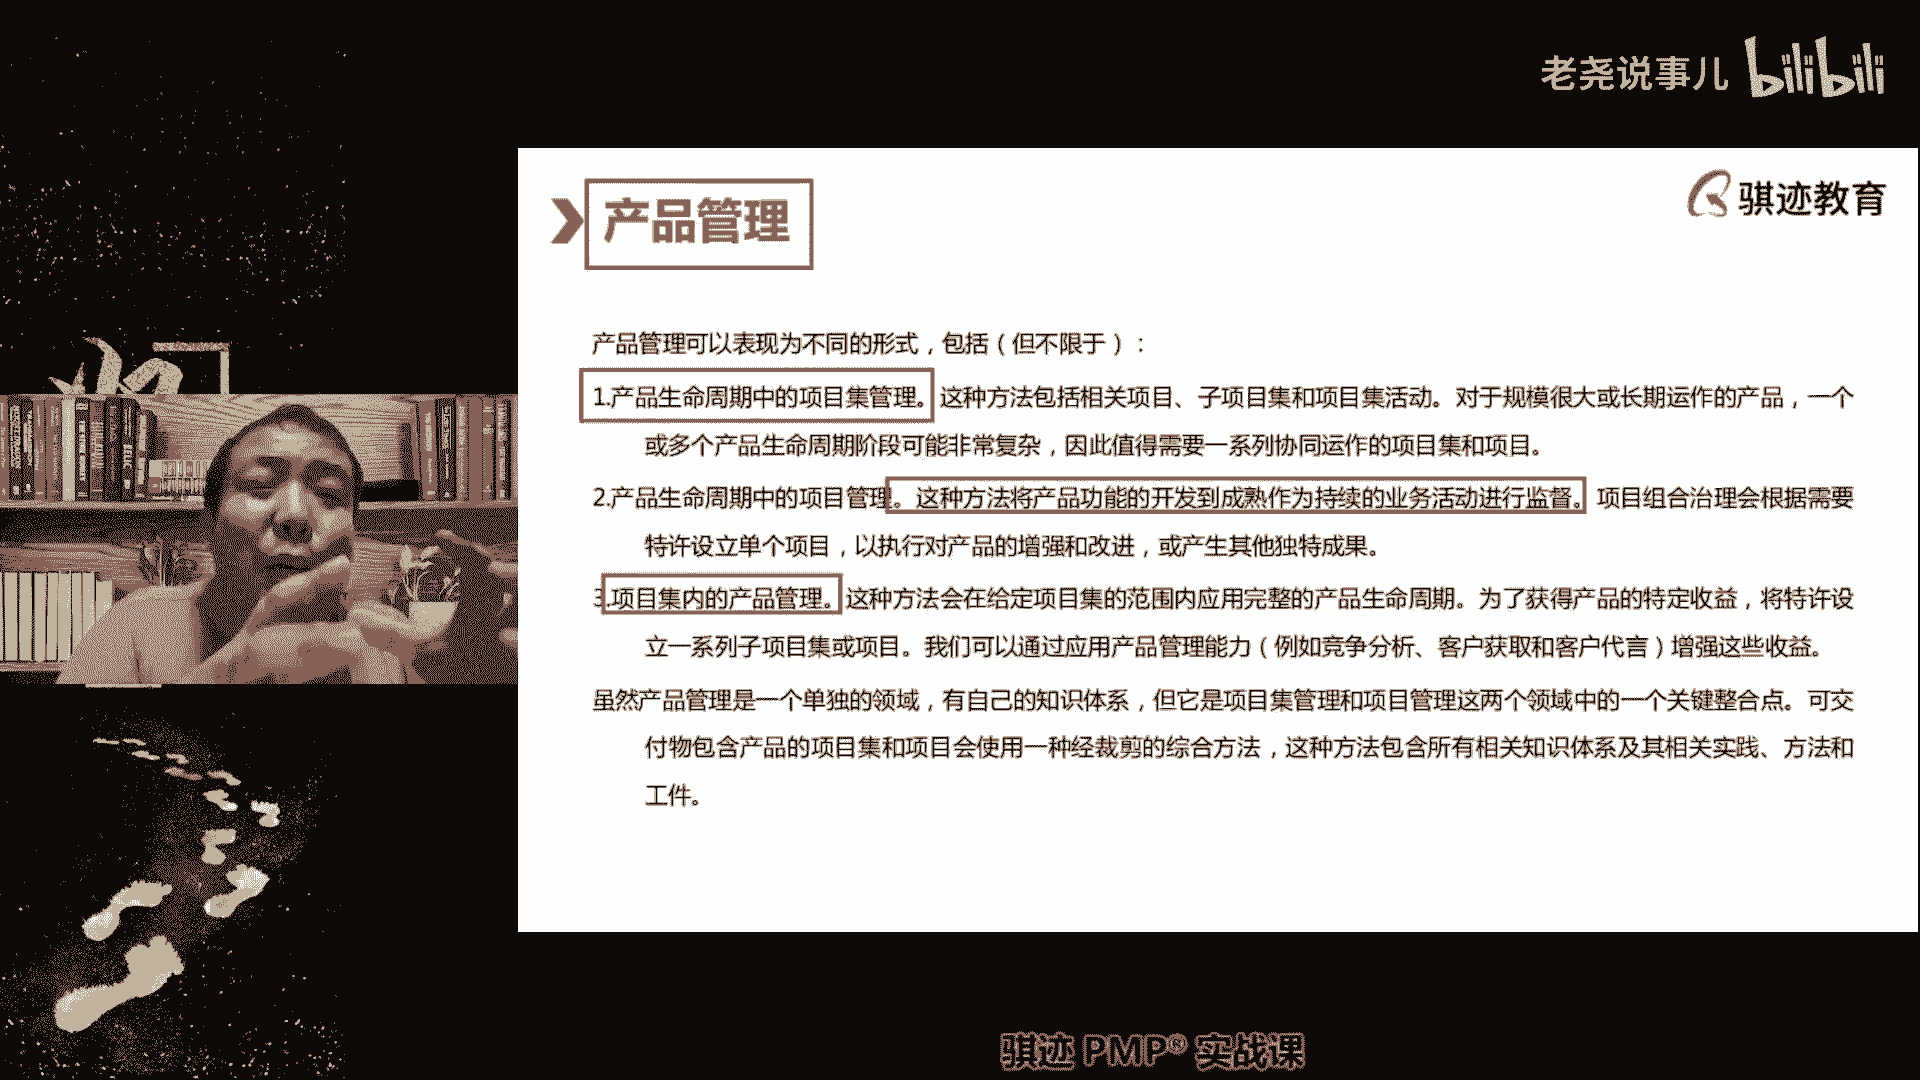 老尧说事儿 bilibili
骐迹教育
产品管理
产品管理可以表现为不同的形式，包括（但不限于）：
1.产品生命周期中的项目集管理。这种方法包括相关项目、子项目集和项目集活动。对于规模很大或长期运作的产品，一个
或多个产品生命周期阶段可能非常复杂，因此值得需要一系列协同运作的项目集和项目。
2.产品生命周期中的项目管理。这种方法将产品功能的开发到成熟作为持续的业务活动进行监督。项目组合治理会根据需要
特许设立单个项目，以执行对产品的增强和改进，或产生其他独特成果。
3.项目集内的产品管理。这种方法会在给定项目集的范围内应用完整的产品生命周期。为了获得产品的特定收益，将特许设
立一系列子项目集或项目。我们可以通过应用产品管理能力（例如竞争分析、客户获取和客户代言）增强这些收益。
虽然产品管理是一个单独的领域，有自己的知识体系，但它是项目集管理和项目管理这两个领域中的一个关键整合点。可交
付物包含产品的项目集和项目会使用一种经裁剪的综合方法，这种方法包含所有相关知识体系及其相关实践、方法和
工件。
骐迹 PMP® 实战课